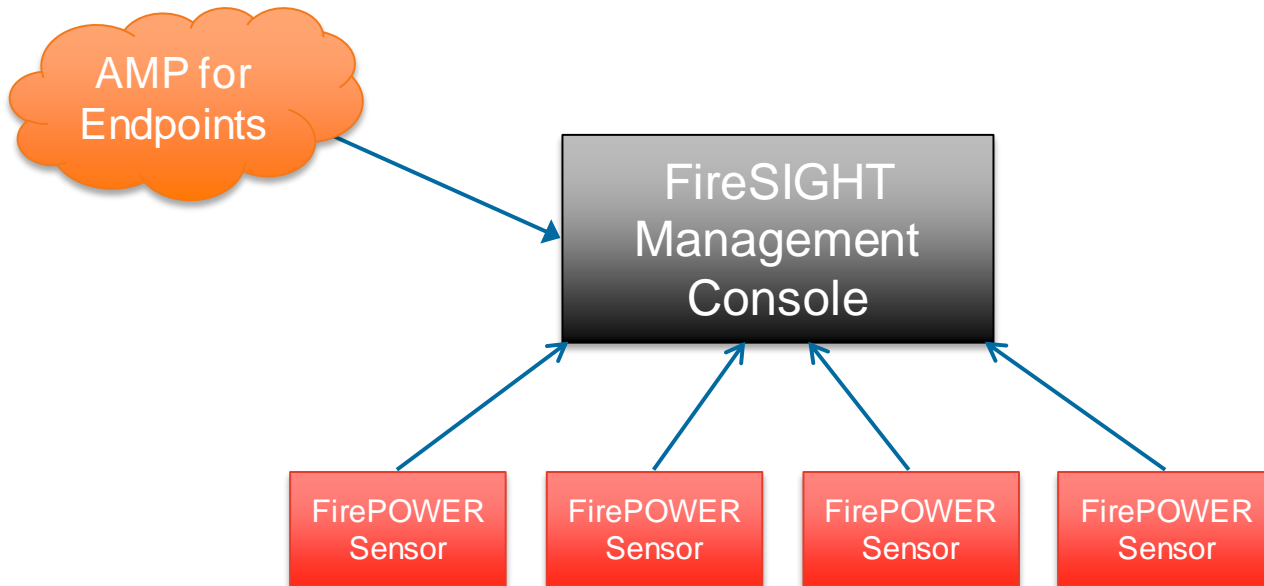 AMP for
Endpoints
FireSIGHT
Management
Console
FirePOWER
Sensor
FirePOWER
Sensor
FirePOWER
Sensor
FirePOWER
Sensor